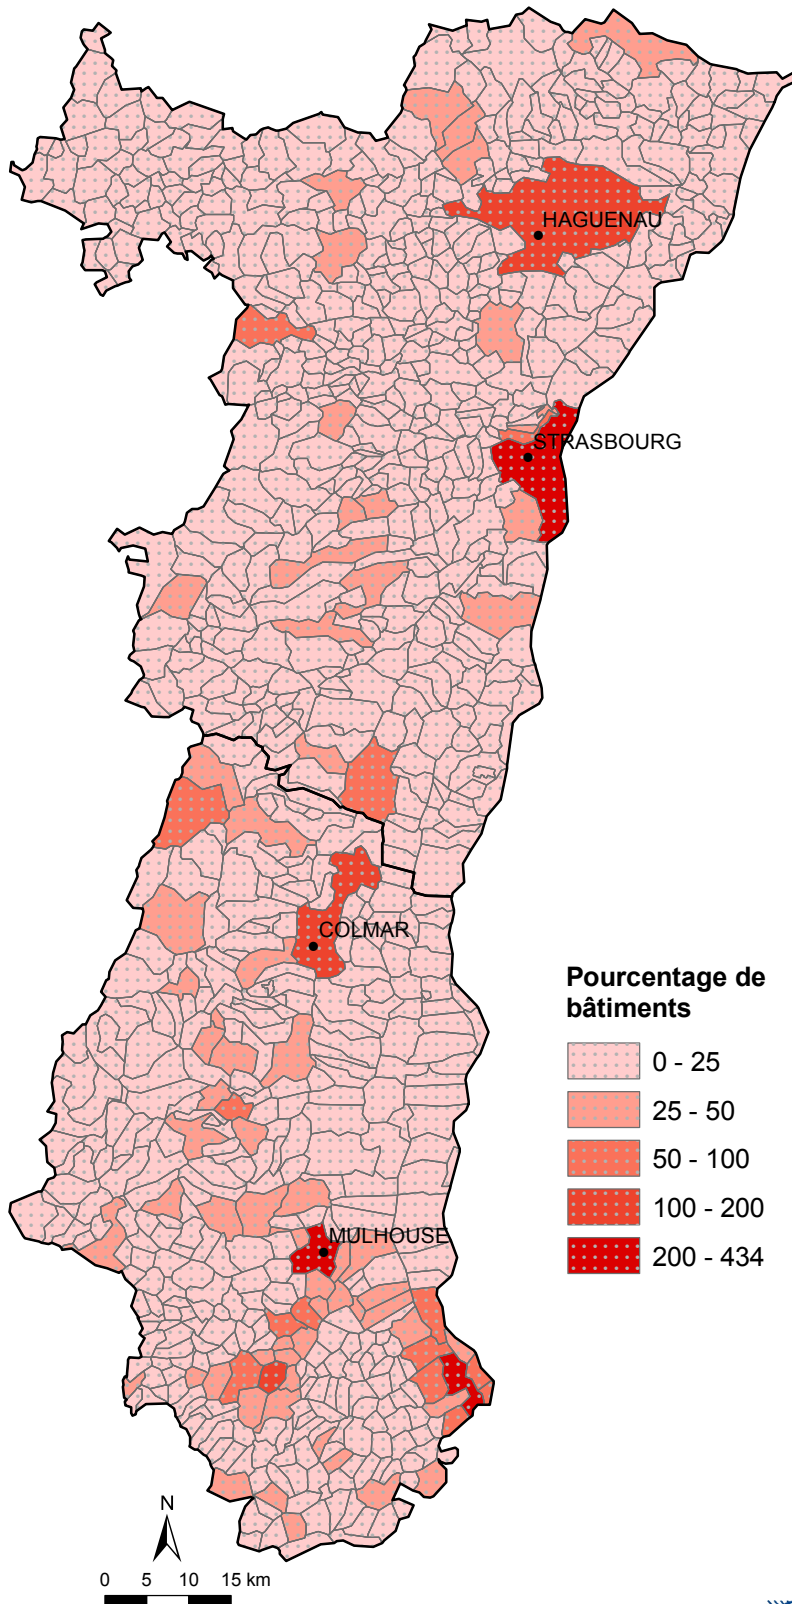 HAGUENAU
STRASBOURG
COLMAR
MULHOUSE
Pourcentage de
bâtiments
0 - 25
25 - 50
50 - 100
100 - 200
200 - 434
N
0 5 10 15 km